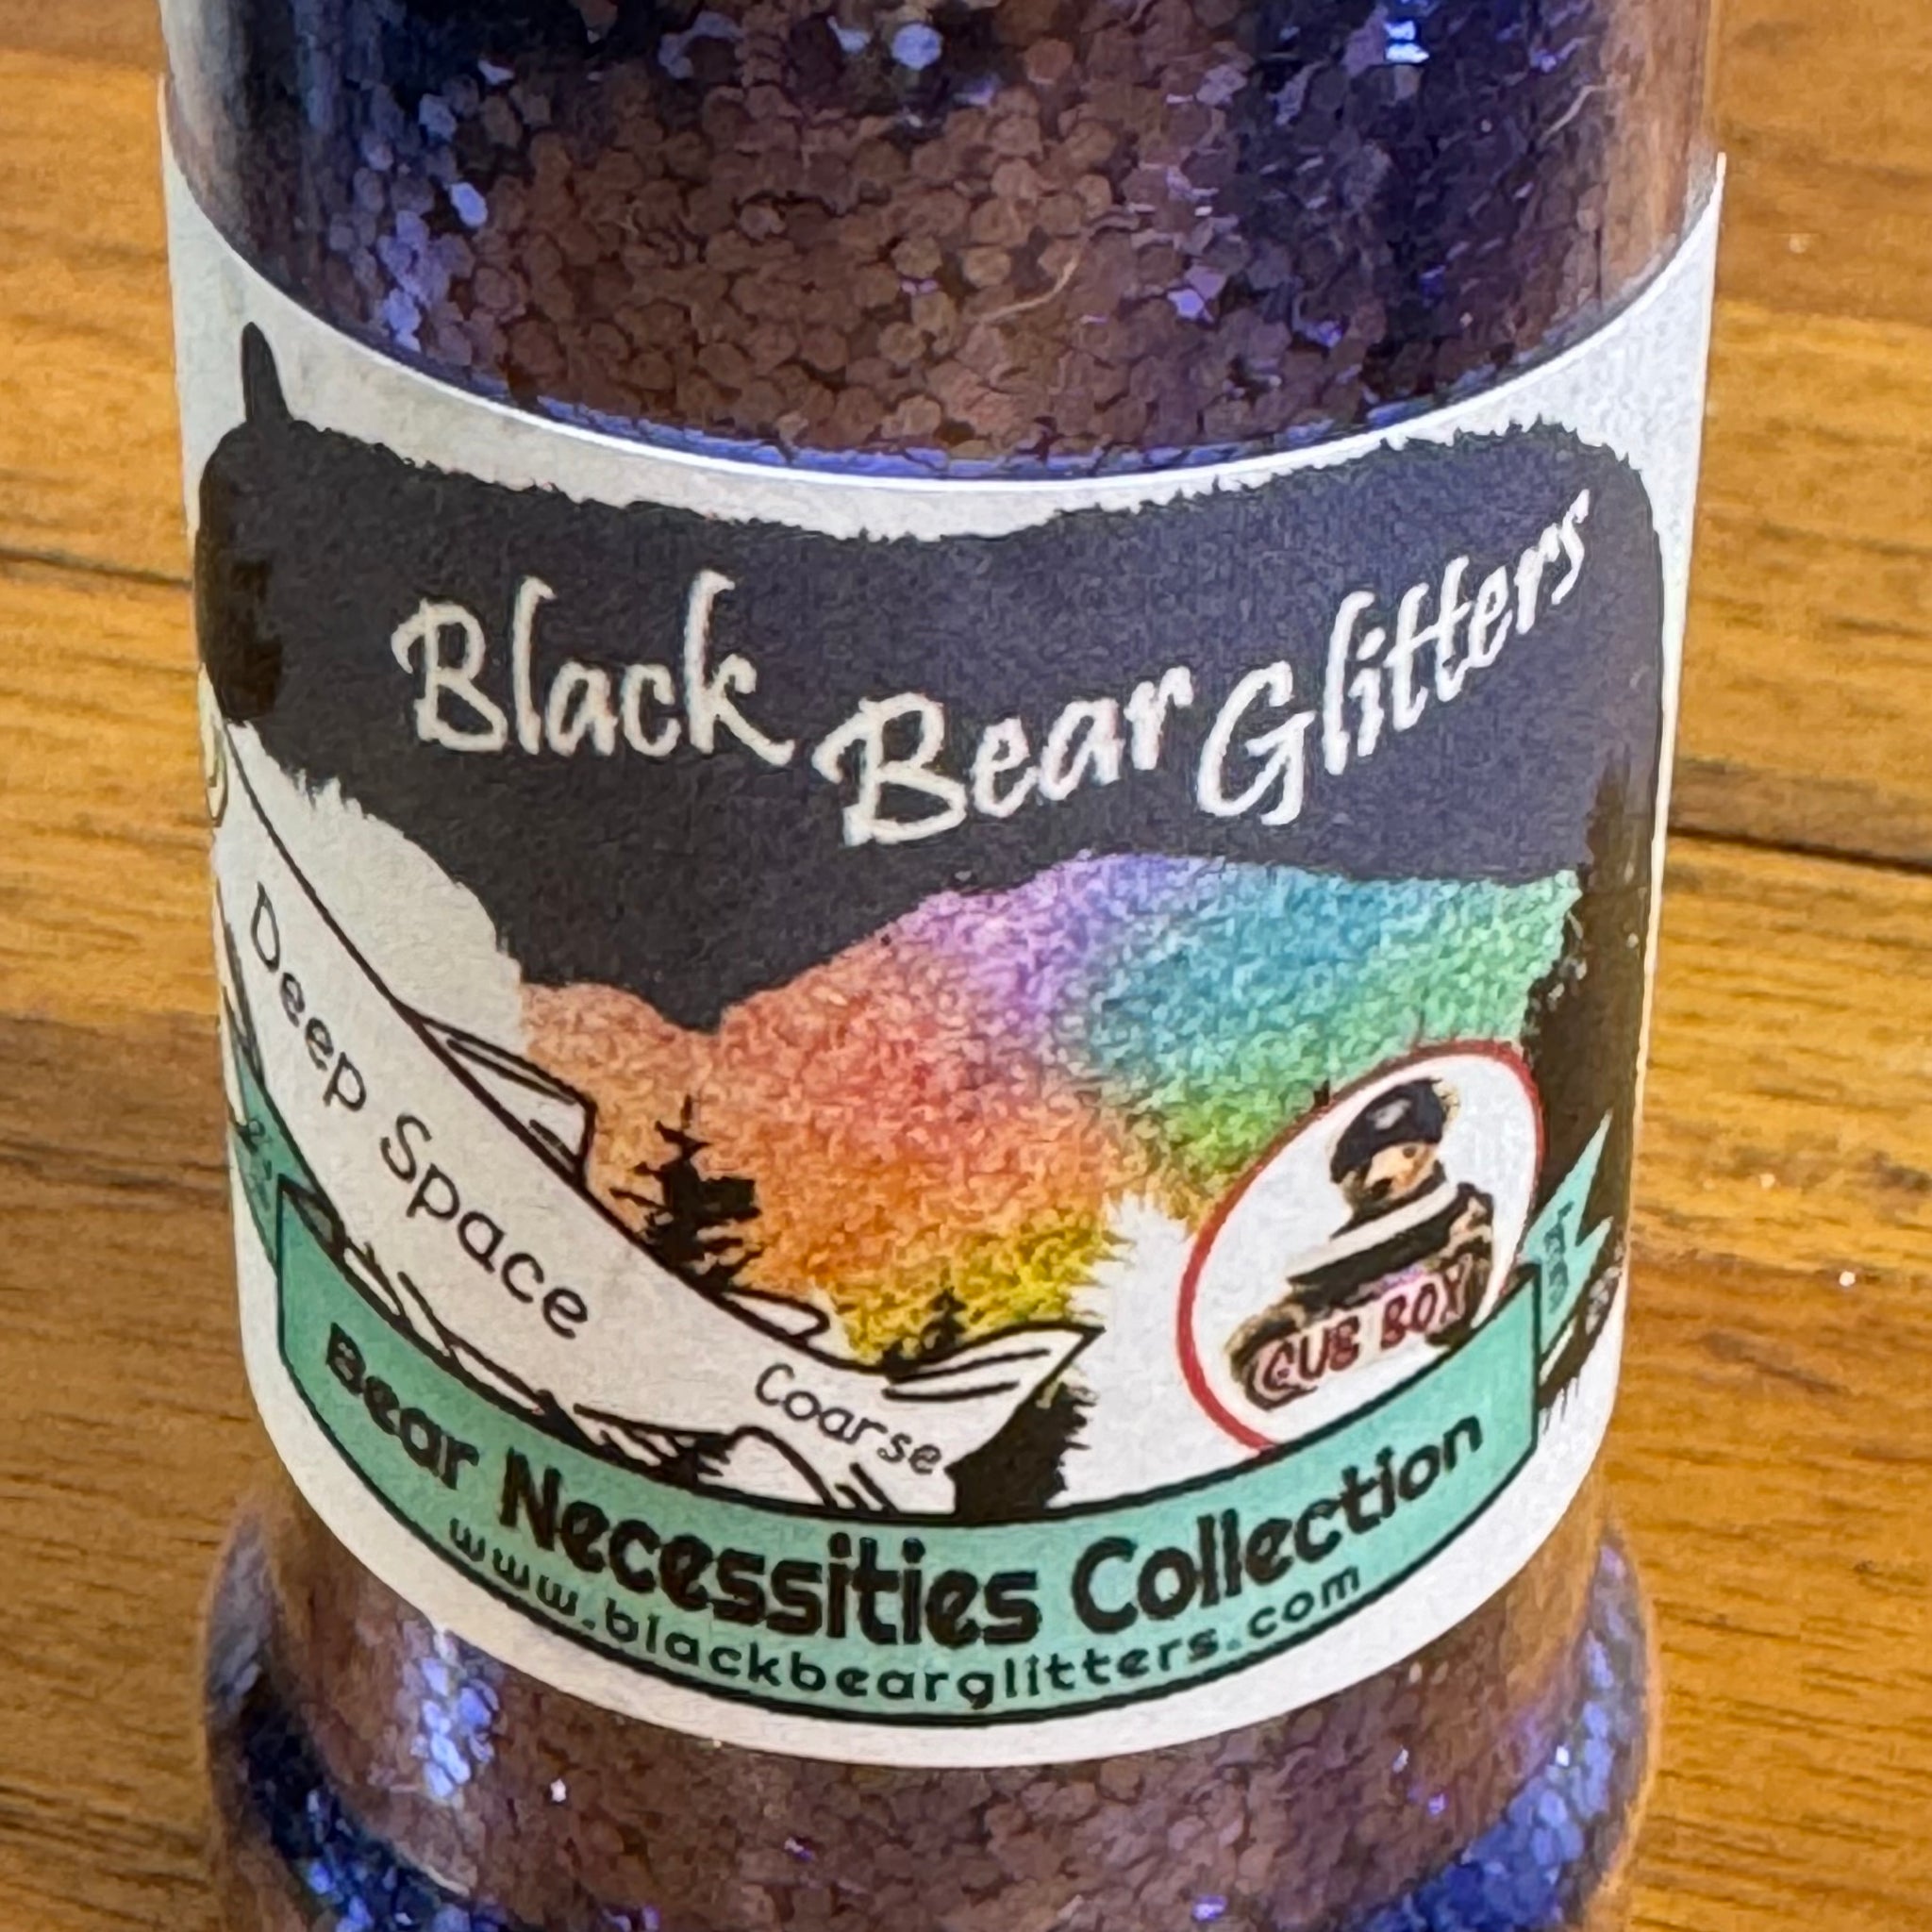 Black Bear Glitters
Deep Space
Coarse
CUB BOX
Bear Necessities Collection
www.blackbearglitters.com